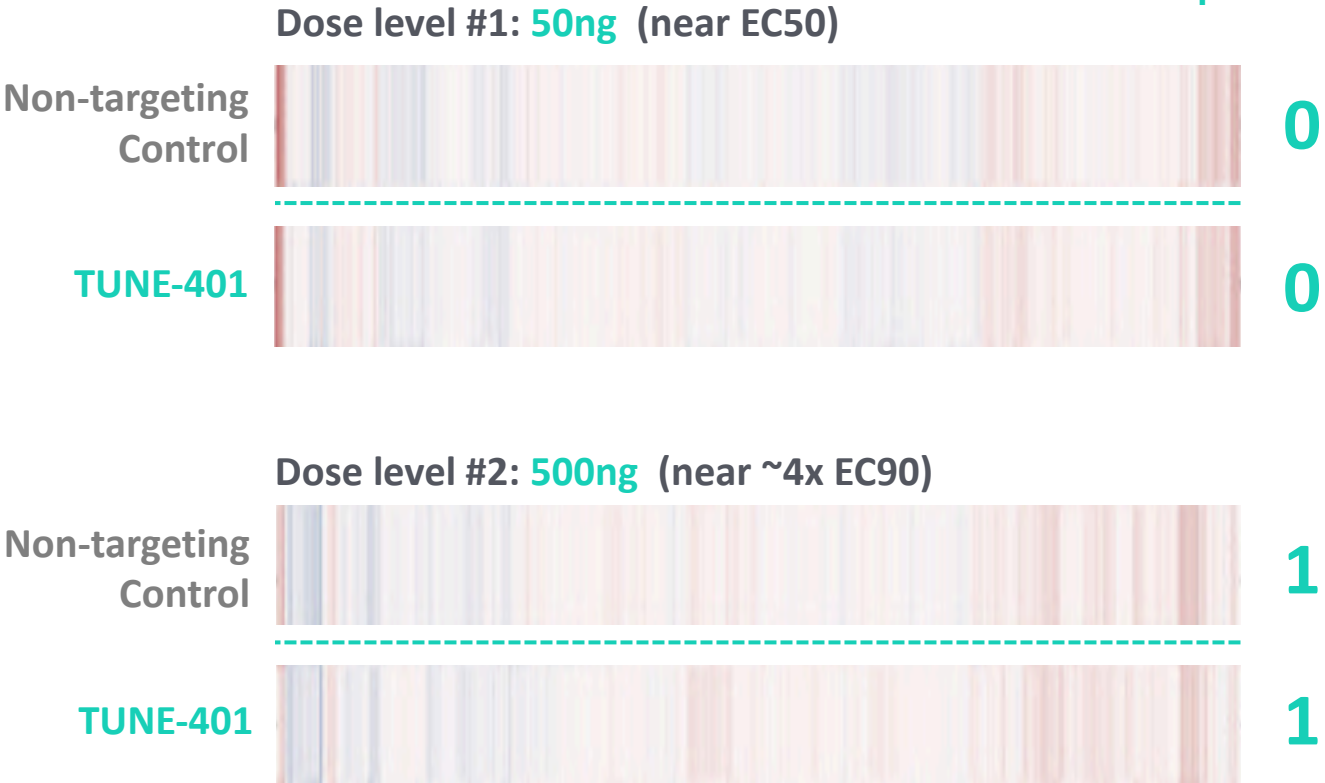 Dose level #1: 50ng (near EC50)
Non-targeting
Control
0
TUNE-401
0
Dose level #2: 500ng (near ~4x EC90)
Non-targeting
Control
1
TUNE-401
1